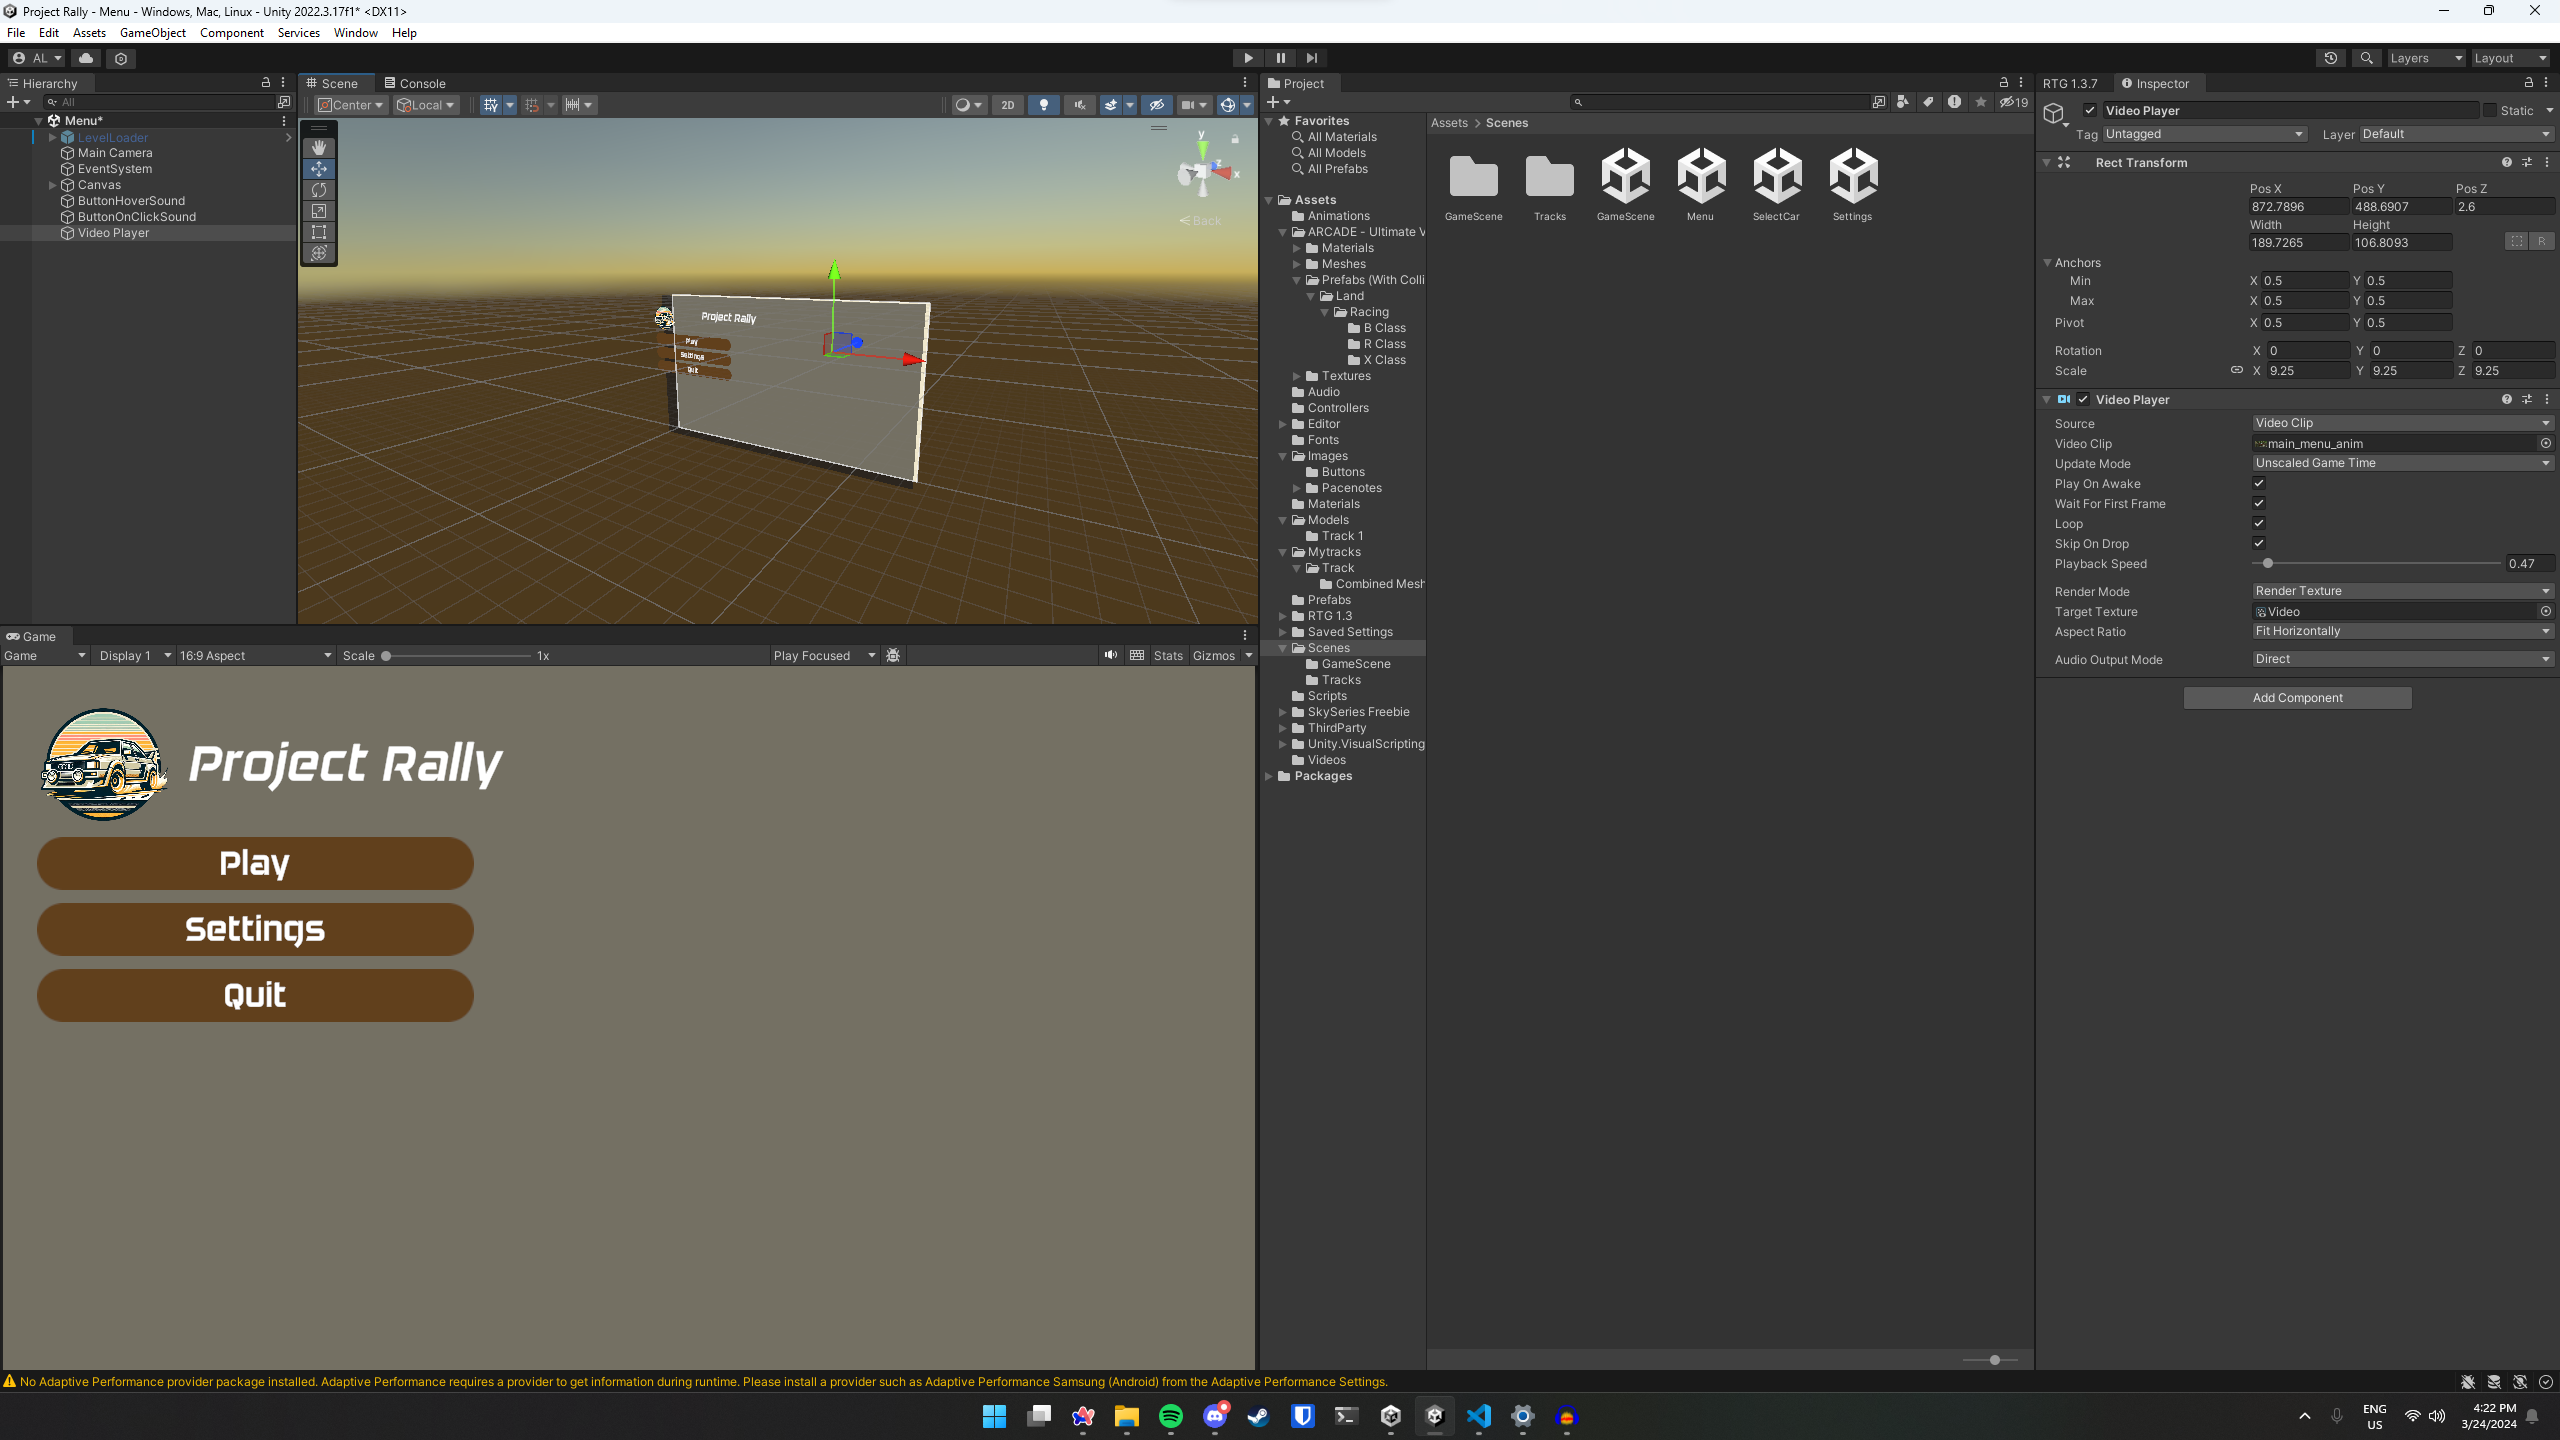 Project Rally - Menu - Windows, Mac, Linux - Unity 2022.3.17f1* <DX11>
File Edit Assets GameObject Component Services Window Help
AL
Layers Layout
Hierarchy
All
Menu*
LevelLoader
Main Camera
EventSystem
Canvas
ButtonHoverSound
ButtonOnClickSound
Video Player
Scene Console
Center Local 2D
y
z
x
Back
Project Rally
Play
Settings
Quit
Game
Game Display 1 16:9 Aspect Scale 1x Play Focused Stats Gizmos
Project Rally
Play
Settings
Quit
Project
19
Favorites
All Materials
All Models
All Prefabs
Assets
Animations
ARCADE - Ultimate V
Materials
Meshes
Prefabs (With Colli
Land
Racing
B Class
R Class
X Class
Textures
Audio
Controllers
Editor
Fonts
Images
Buttons
Pacenotes
Materials
Models
Track 1
Mytracks
Track
Combined Mesh
Prefabs
RTG 1.3
Saved Settings
Scenes
GameScene
Tracks
Scripts
SkySeries Freebie
ThirdParty
Unity.VisualScripting
Videos
Packages
Assets > Scenes
GameScene Tracks GameScene Menu SelectCar Settings
RTG 1.3.7 Inspector
Video Player Static
Tag Untagged Layer Default
Rect Transform
Pos X Pos Y Pos Z
872.7896 488.6907 2.6
Width Height
189.7265 106.8093 R
Anchors
Min X 0.5 Y 0.5
Max X 0.5 Y 0.5
Pivot X 0.5 Y 0.5
Rotation X 0 Y 0 Z 0
Scale X 9.25 Y 9.25 Z 9.25
Video Player
Source Video Clip
Video Clip main_menu_anim
Update Mode Unscaled Game Time
Play On Awake
Wait For First Frame
Loop
Skip On Drop
Playback Speed 0.47
Render Mode Render Texture
Target Texture Video
Aspect Ratio Fit Horizontally
Audio Output Mode Direct
Add Component
No Adaptive Performance provider package installed. Adaptive Performance requires a provider to get information during runtime. Please install a provider such as Adaptive Performance Samsung (Android) from the Adaptive Performance Settings.
ENG
US
4:22 PM
3/24/2024